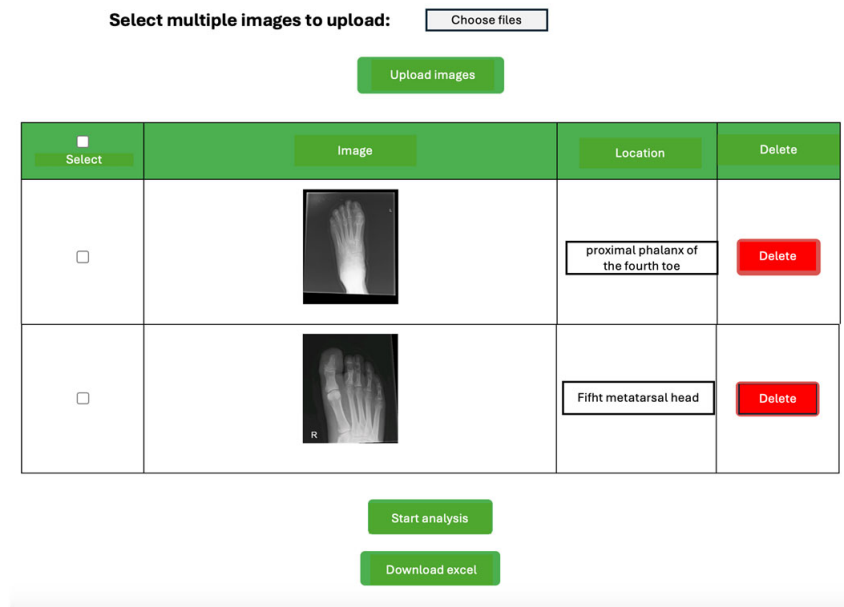 Select multiple images to upload:
Choose files
Upload images
Select
Image
Location
Delete
proximal phalanx of
the fourth toe
Delete
R
Fifht metatarsal head
Delete
Start analysis
Download excel